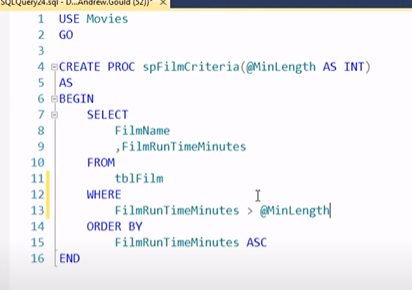 SQLQuery24.sql - D...Andrew.Gould (52))* ×
1 USE Movies
2 GO
3
4 CREATE PROC spFilmCriteria(@MinLength AS INT)
5 AS
6 BEGIN
7 SELECT
8 FilmName
9 ,FilmRunTimeMinutes
10 FROM
11 tblFilm
12 WHERE
13 FilmRunTimeMinutes > @MinLength
14 ORDER BY
15 FilmRunTimeMinutes ASC
16 END